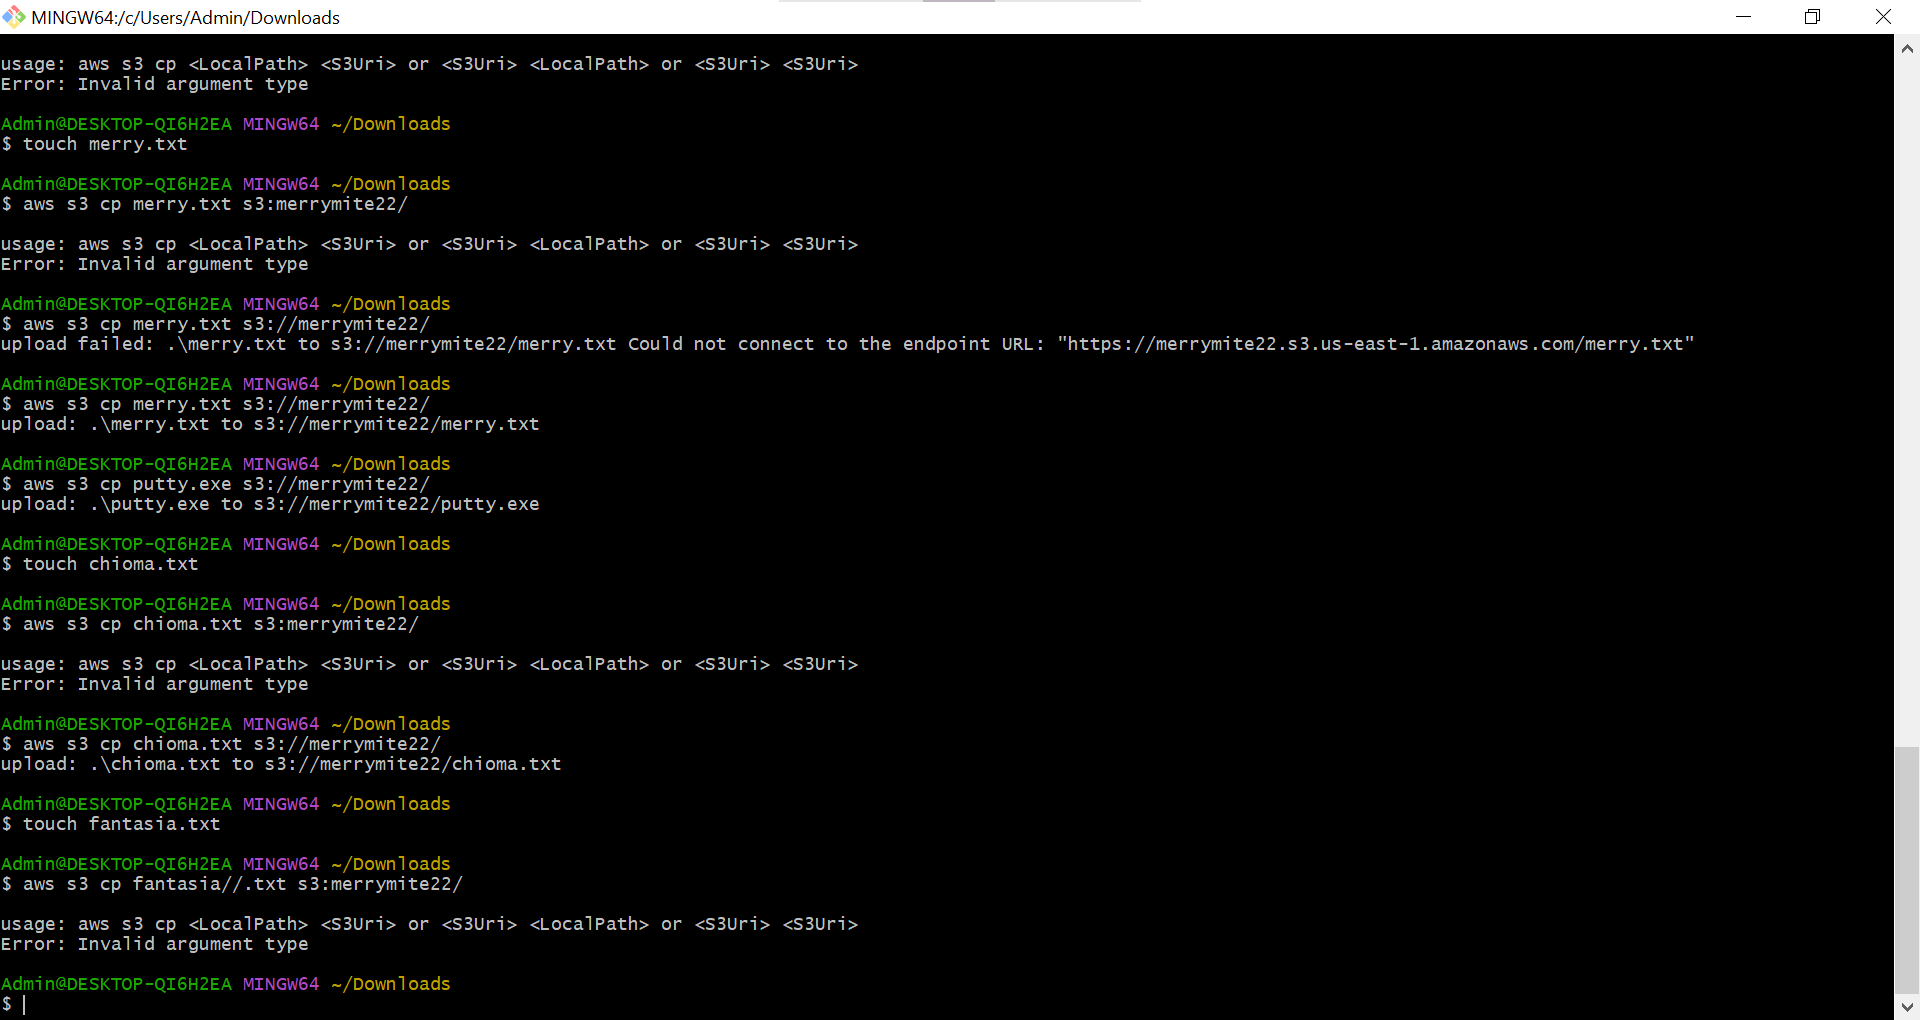 MINGW64:/c/Users/Admin/Downloads
usage: aws s3 cp <LocalPath> <S3Uri> or <S3Uri> <LocalPath> or <S3Uri> <S3Uri>
Error: Invalid argument type
Admin@DESKTOP-QI6H2EA MINGW64 ~/Downloads
$ touch merry.txt
Admin@DESKTOP-QI6H2EA MINGW64 ~/Downloads
$ aws s3 cp merry.txt s3:merrymite22/
usage: aws s3 cp <LocalPath> <S3Uri> or <S3Uri> <LocalPath> or <S3Uri> <S3Uri>
Error: Invalid argument type
Admin@DESKTOP-QI6H2EA MINGW64 ~/Downloads
$ aws s3 cp merry.txt s3://merrymite22/
upload failed: .\merry.txt to s3://merrymite22/merry.txt Could not connect to the endpoint URL: "https://merrymite22.s3.us-east-1.amazonaws.com/merry.txt"
Admin@DESKTOP-QI6H2EA MINGW64 ~/Downloads
$ aws s3 cp merry.txt s3://merrymite22/
upload: .\merry.txt to s3://merrymite22/merry.txt
Admin@DESKTOP-QI6H2EA MINGW64 ~/Downloads
$ aws s3 cp putty.exe s3://merrymite22/
upload: .\putty.exe to s3://merrymite22/putty.exe
Admin@DESKTOP-QI6H2EA MINGW64 ~/Downloads
$ touch chioma.txt
Admin@DESKTOP-QI6H2EA MINGW64 ~/Downloads
$ aws s3 cp chioma.txt s3:merrymite22/
usage: aws s3 cp <LocalPath> <S3Uri> or <S3Uri> <LocalPath> or <S3Uri> <S3Uri>
Error: Invalid argument type
Admin@DESKTOP-QI6H2EA MINGW64 ~/Downloads
$ aws s3 cp chioma.txt s3://merrymite22/
upload: .\chioma.txt to s3://merrymite22/chioma.txt
Admin@DESKTOP-QI6H2EA MINGW64 ~/Downloads
$ touch fantasia.txt
Admin@DESKTOP-QI6H2EA MINGW64 ~/Downloads
$ aws s3 cp fantasia//.txt s3:merrymite22/
usage: aws s3 cp <LocalPath> <S3Uri> or <S3Uri> <LocalPath> or <S3Uri> <S3Uri>
Error: Invalid argument type
Admin@DESKTOP-QI6H2EA MINGW64 ~/Downloads
$